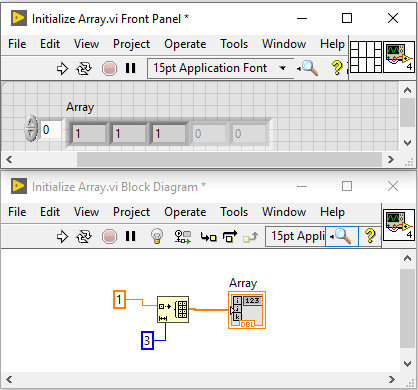 Initialize Array.vi Front Panel *
File Edit View Project Operate Tools Window Help
15pt Application Font ? 4
Array
0 1 1 1 0 0
Initialize Array.vi Block Diagram *
File Edit View Project Operate Tools Window Help
15pt Appli ? 4
Array
1 123
DBL
3